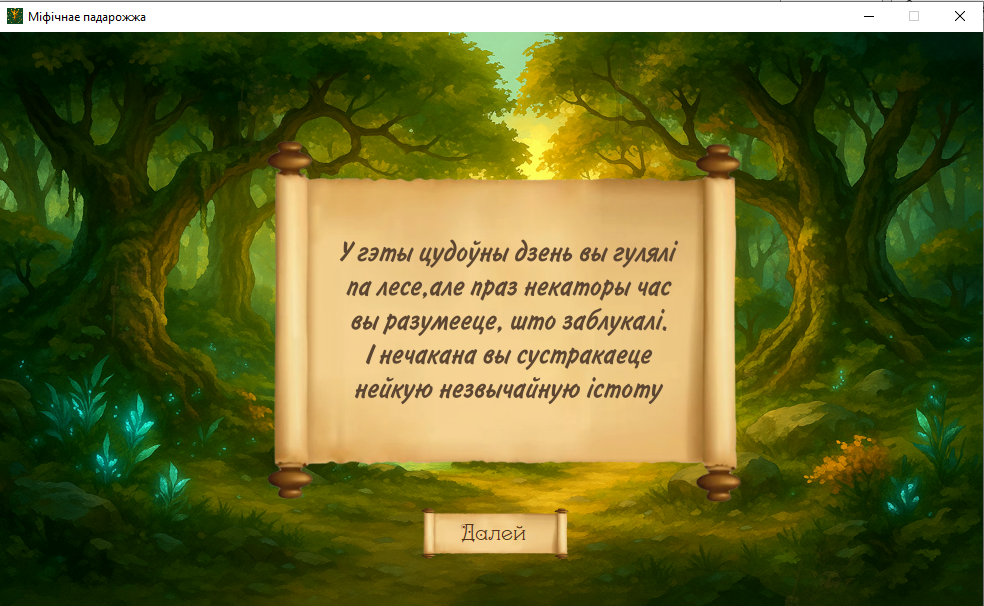 Міфічнае падарожжа
У гэты цудоўны дзень вы гулялі
па лесе,але праз некаторы час
вы разумееце, што заблукалі.
І нечакана вы сустракаеце
нейкую незвычайную істоту
Далей